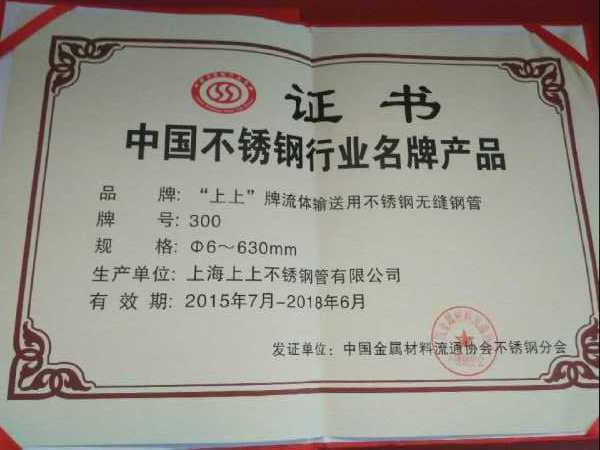 证书
中国不锈钢行业名牌产品
品 牌: “上上”牌流体输送用不锈钢无缝钢管
牌 号: 300
规 格: Φ6～630mm
生产单位: 上海上上不锈钢管有限公司
有 效 期: 2015年7月-2018年6月
发证单位: 中国金属材料流通协会不锈钢分会